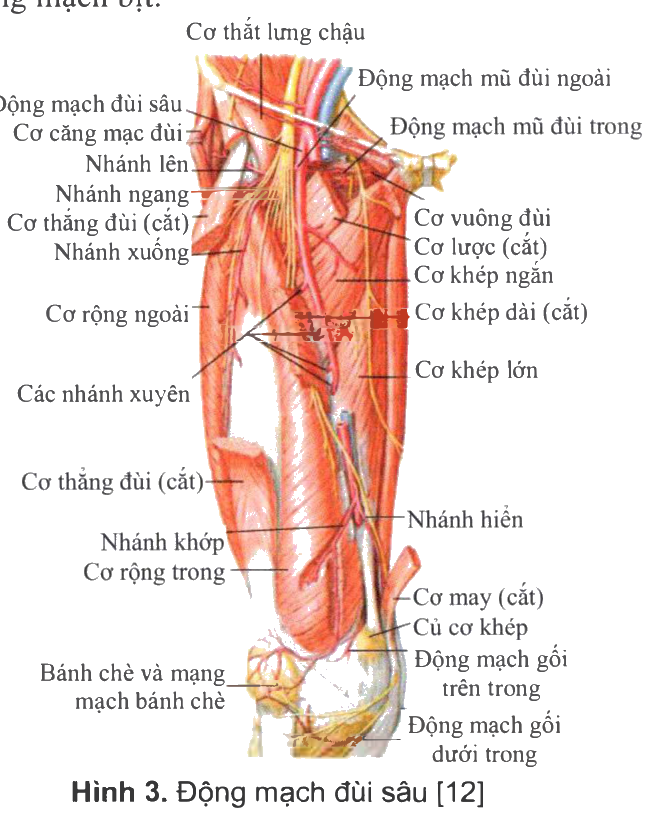 mạch bịt.
Cơ thắt lưng chậu
Động mạch mũ đùi ngoài
Động mạch đùi sâu
Cơ căng mạc đùi
Động mạch mũ đùi trong
Nhánh lên
Nhánh ngang
Cơ thẳng đùi (cắt)
Nhánh xuống
Cơ vuông đùi
Cơ lược (cắt)
Cơ khép ngắn
Cơ rộng ngoài
Cơ khép dài (cắt)
Cơ khép lớn
Các nhánh xuyên
Cơ thẳng đùi (cắt)
Nhánh hiển
Nhánh khớp
Cơ rộng trong
Cơ may (cắt)
Củ cơ khép
Động mạch gối
trên trong
Bánh chè và mạng
mạch bánh chè
Động mạch gối
dưới trong
Hình 3. Động mạch đùi sâu [12]